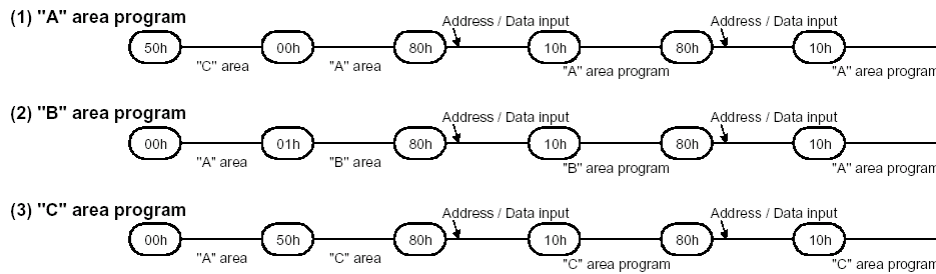 (1) "A" area program
Address / Data input Address / Data input
50h 00h 80h 10h 80h 10h
"C" area "A" area "A" area program "A" area program
(2) "B" area program
Address / Data input Address / Data input
00h 01h 80h 10h 80h 10h
"A" area "B" area "B" area program "A" area program
(3) "C" area program
Address / Data input Address / Data input
00h 50h 80h 10h 80h 10h
"A" area "C" area "C" area program "C" area program